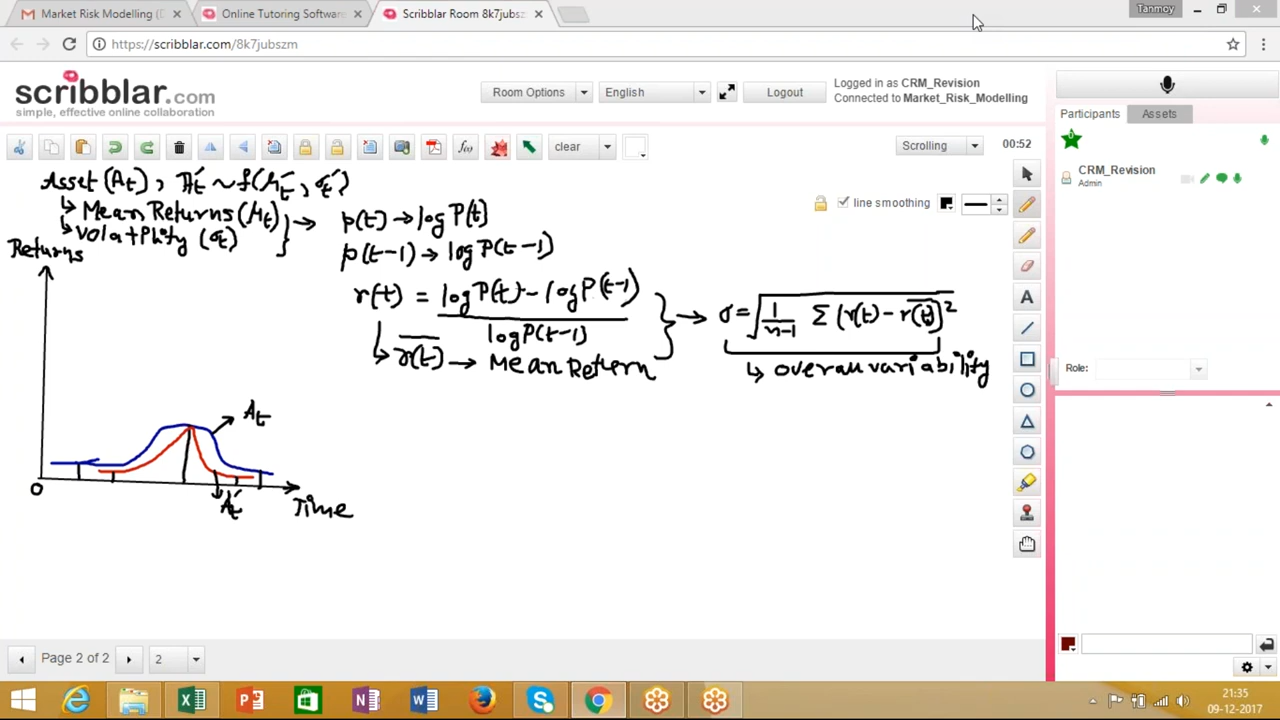 Market Risk Modelling (D
Online Tutoring Software
Scribblar Room 8k7jubsz
Tanmoy
https://scribblar.com/8k7jubszm
scribblar.com
simple, effective online collaboration
Room Options
English
Logout
Logged in as CRM_Revision
Connected to Market_Risk_Modelling
Participants
Assets
clear
Scrolling
00:52
line smoothing
CRM_Revision
Admin
Role:
Asset (At), A't ~ f(μ't, σ't)
↳ Mean Returns (μt)
↳ Volatility (σt)
} → p(t) → log P(t)
p(t-1) → log P(t-1)
r(t) = log P(t) - log P(t-1)
log P(t-1)
↳ r(t) → Mean Return
} → σ = √ 1/n-1 Σ (r(t) - r(t))²
↳ overall variability
Returns
At
A't
0
Time
Page 2 of 2
2
21:35
09-12-2017